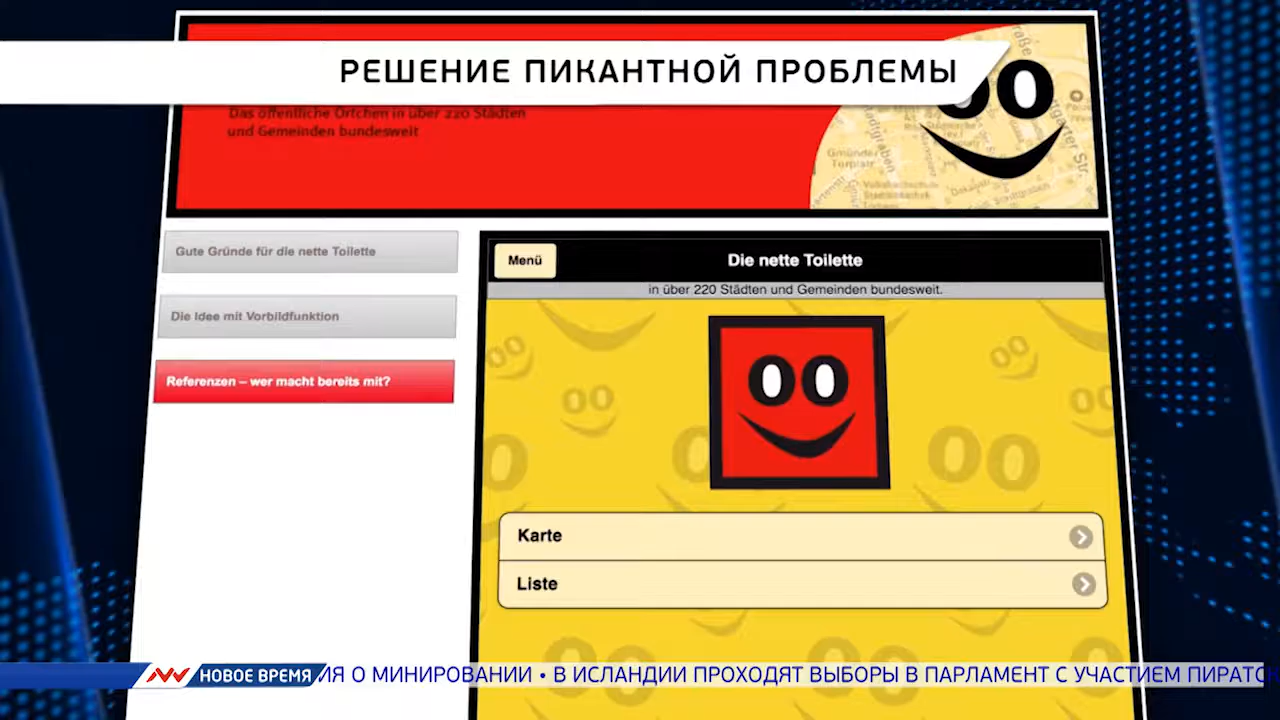 РЕШЕНИЕ ПИКАНТНОЙ ПРОБЛЕМЫ
Das öffentliche Örtchen in über 220 Städten
und Gemeinden bundesweit
Gute Gründe für die nette Toilette
Die Idee mit Vorbildfunktion
Referenzen – wer macht bereits mit?
Menü
Die nette Toilette
in über 220 Städten und Gemeinden bundesweit.
Karte
Liste
НОВОЕ ВРЕМЯ
О МИНИРОВАНИИ • В ИСЛАНДИИ ПРОХОДЯТ ВЫБОРЫ В ПАРЛАМЕНТ С УЧАСТИЕМ